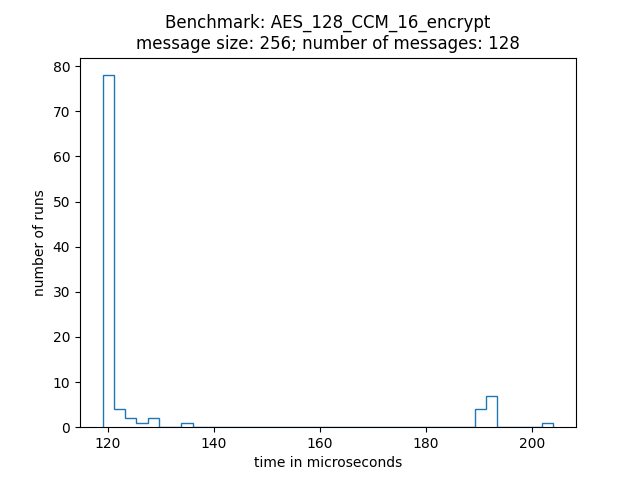 Benchmark: AES_128_CCM_16_encrypt
message size: 256; number of messages: 128
80
70
60
50
40
30
20
10
0
number of runs
120 140 160 180 200
time in microseconds